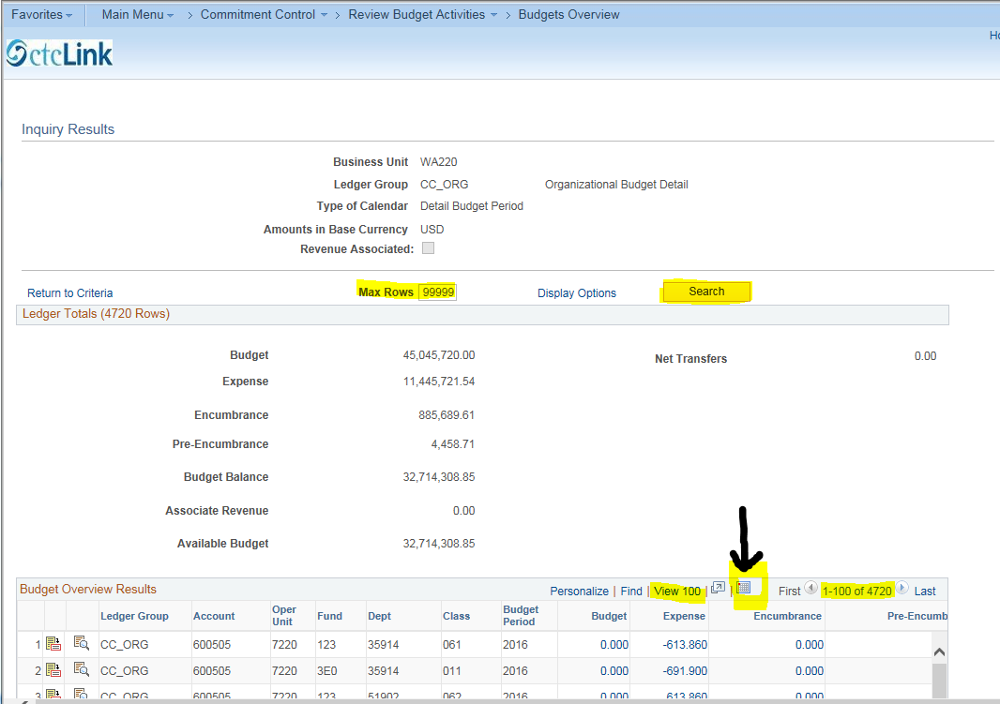 Favorites Main Menu > Commitment Control > Review Budget Activities > Budgets Overview
Ho
ctcLink
Inquiry Results
Business Unit WA220
Ledger Group CC_ORG Organizational Budget Detail
Type of Calendar Detail Budget Period
Amounts in Base Currency USD
Revenue Associated:
Return to Criteria Max Rows 99999 Display Options Search
Ledger Totals (4720 Rows)
Budget 45,045,720.00 Net Transfers 0.00
Expense 11,445,721.54
Encumbrance 885,689.61
Pre-Encumbrance 4,458.71
Budget Balance 32,714,308.85
Associate Revenue 0.00
Available Budget 32,714,308.85
Budget Overview Results Personalize | Find | View 100 | | First 1-100 of 4720 Last
Ledger Group Account Oper Unit Fund Dept Class Budget Period Budget Expense Encumbrance Pre-Encumb
1 CC_ORG 600505 7220 123 35914 061 2016 0.000 -613.860 0.000
2 CC_ORG 600505 7220 3E0 35914 011 2016 0.000 -691.900 0.000
3 CC_ORG 600505 7220 123 51902 062 2016 0.000 613.860 0.000